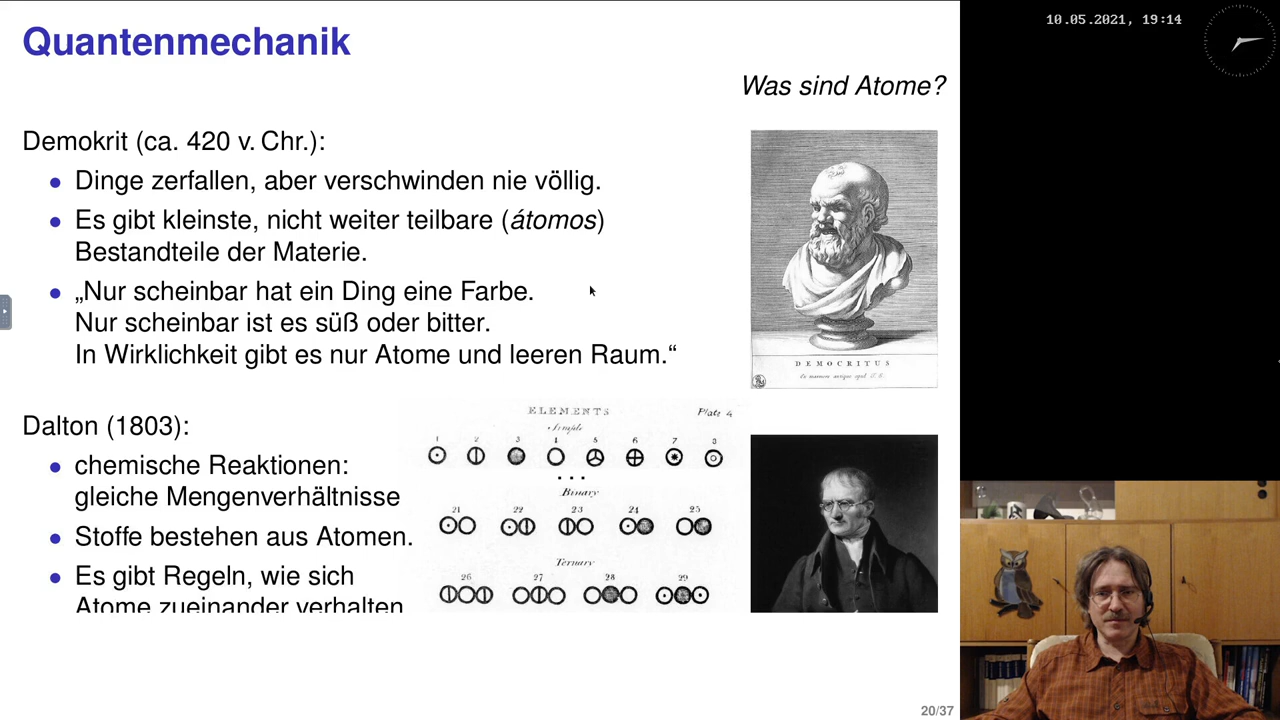 Quantenmechanik
10.05.2021, 19:14
Was sind Atome?
Demokrit (ca. 420 v. Chr.):
• Dinge zerfallen, aber verschwinden nie völlig.
• Es gibt kleinste, nicht weiter teilbare (átomos)
Bestandteile der Materie.
• „Nur scheinbar hat ein Ding eine Farbe.
Nur scheinbar ist es süß oder bitter.
In Wirklichkeit gibt es nur Atome und leeren Raum.“
DEMOCRITUS
Dalton (1803):
• chemische Reaktionen:
gleiche Mengenverhältnisse
• Stoffe bestehen aus Atomen.
• Es gibt Regeln, wie sich
Atome zueinander verhalten
ELEMENTS
Plate 4
Simple
1 2 3 4 5 6 7 8
Binary
21 22 23 24 25
Ternary
26 27 28 29
20/37